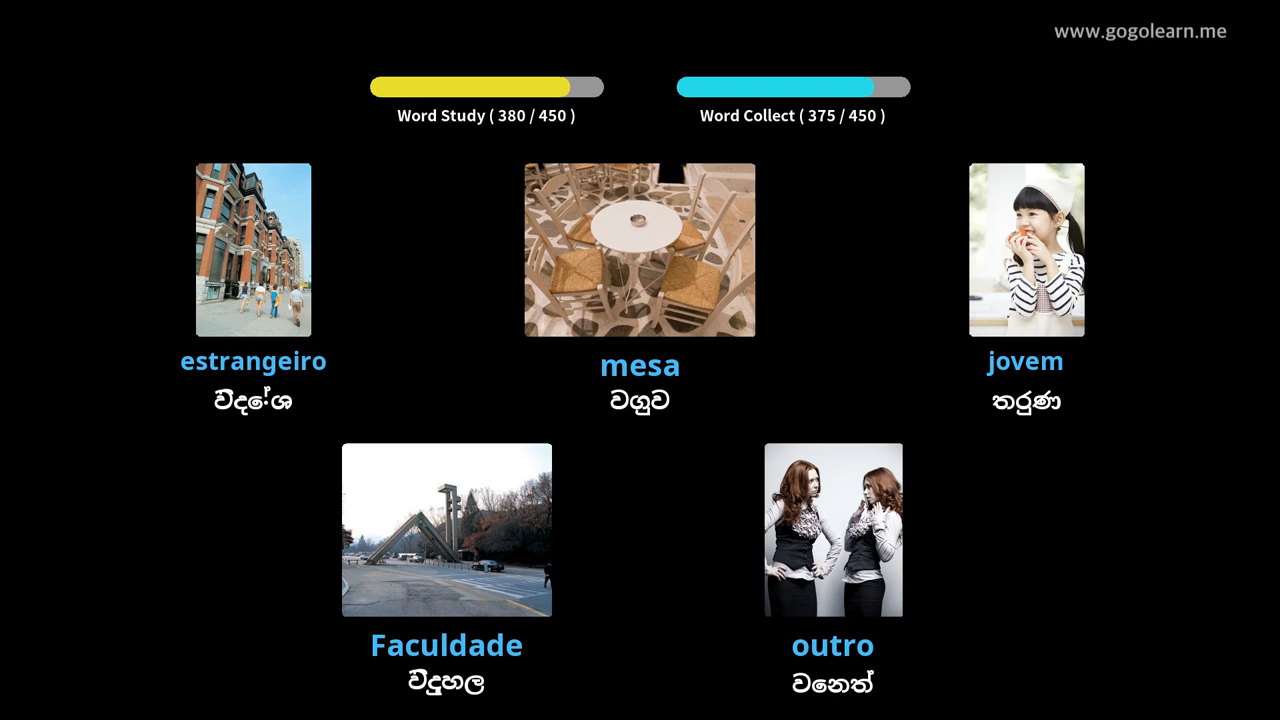 www.gogolearn.me
Word Study ( 380 / 450 )
Word Collect ( 375 / 450 )
estrangeiro
විදේශ
mesa
වගුව
jovem
තරුණ
Faculdade
විදුහල
outro
වෙනත්